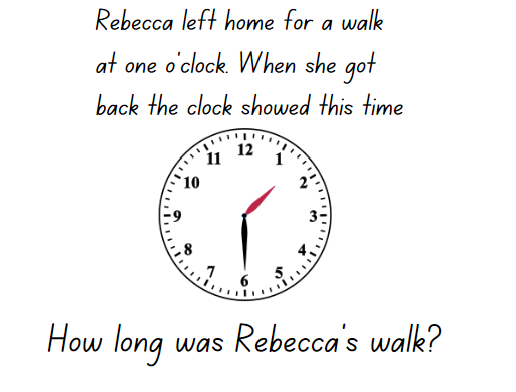 Rebecca left home for a walk
at one o'clock. When she got
back the clock showed this time
12
11 1
10 2
9 3
8 4
7 5
6
How long was Rebecca's walk?